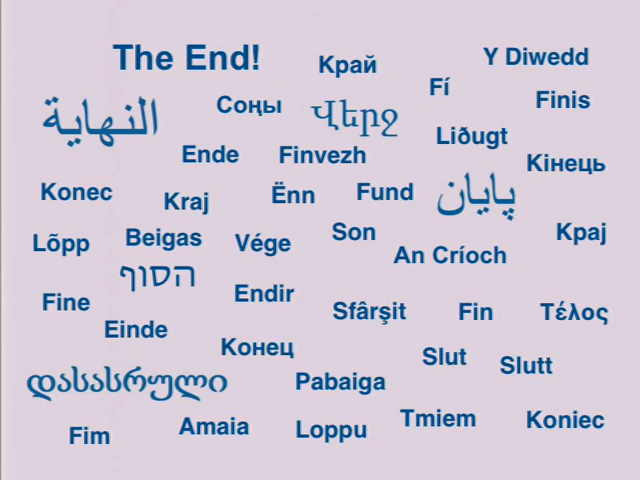 The End!
Край
Y Diwedd
Fí
النهاية
Соңы
Վերջ
Finis
Liðugt
Ende
Finvezh
Кінець
Konec
Kraj
Ënn
Fund
پایان
Lõpp
Beigas
Vége
Son
Крај
An Críoch
הסוף
Fine
Endir
Sfârşit
Fin
Τέλος
Einde
Конец
Slut
Slutt
დასასრული
Pabaiga
Fim
Amaia
Loppu
Tmiem
Koniec